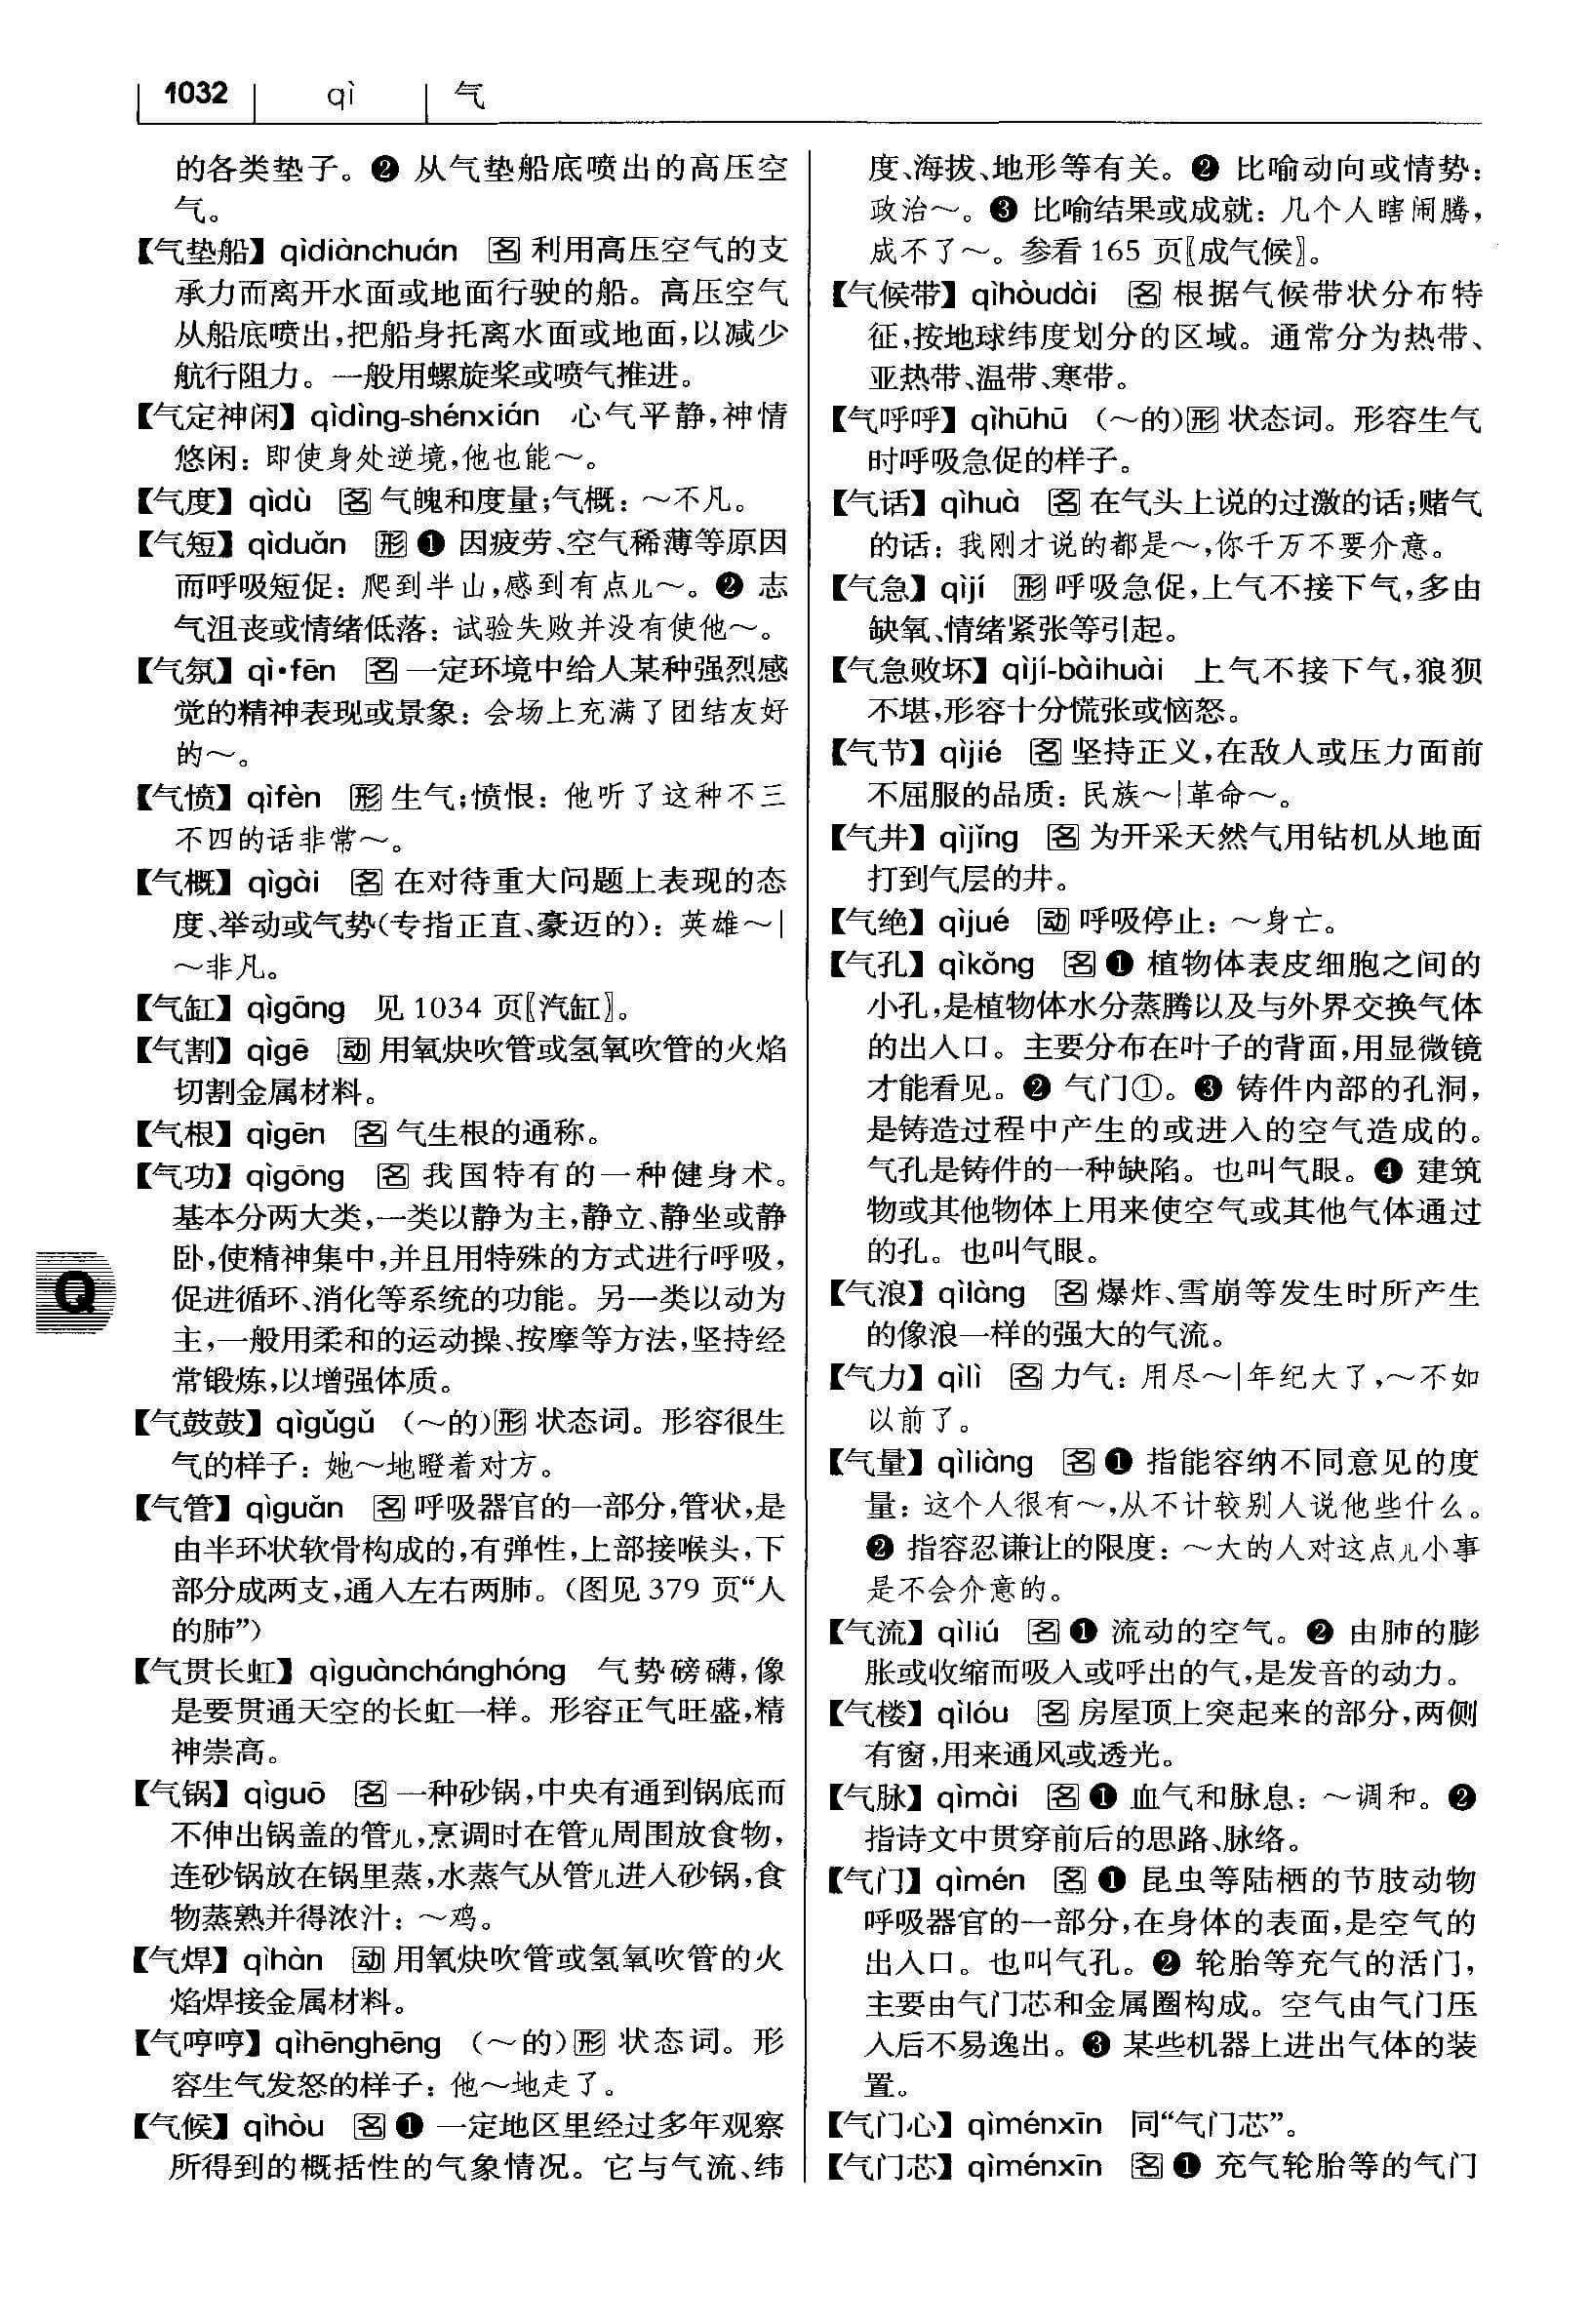 1032 qì 气
的各类垫子。❷ 从气垫船底喷出的高压空
气。
【气垫船】qìdiànchuán 名 利用高压空气的支
承力而离开水面或地面行驶的船。高压空气
从船底喷出,把船身托离水面或地面,以减少
航行阻力。一般用螺旋桨或喷气推进。
【气定神闲】qìdìng-shénxián 心气平静,神情
悠闲：即使身处逆境,他也能～。
【气度】qìdù 名 气魄和度量;气概：～不凡。
【气短】qìduǎn 形 ❶ 因疲劳、空气稀薄等原因
而呼吸短促：爬到半山,感到有点儿～。❷ 志
气沮丧或情绪低落：试验失败并没有使他～。
【气氛】qì·fēn 名 一定环境中给人某种强烈感
觉的精神表现或景象：会场上充满了团结友好
的～。
【气愤】qìfèn 形 生气;愤恨：他听了这种不三
不四的话非常～。
【气概】qìgài 名 在对待重大问题上表现的态
度、举动或气势(专指正直、豪迈的)：英雄～|
～非凡。
【气缸】qìgāng 见 1034 页〖汽缸〗。
【气割】qìgē 动 用氧炔吹管或氢氧吹管的火焰
切割金属材料。
【气根】qìgēn 名 气生根的通称。
【气功】qìgōng 名 我国特有的一种健身术。
基本分两大类,一类以静为主,静立、静坐或静
卧,使精神集中,并且用特殊的方式进行呼吸,
促进循环、消化等系统的功能。另一类以动为
主,一般用柔和的运动操、按摩等方法,坚持经
常锻炼,以增强体质。
【气鼓鼓】qìgǔgǔ (～的)形 状态词。形容很生
气的样子：她～地瞪着对方。
【气管】qìguǎn 名 呼吸器官的一部分,管状,是
由半环状软骨构成的,有弹性,上部接喉头,下
部分成两支,通入左右两肺。(图见 379 页“人
的肺”)
【气贯长虹】qìguànchánghóng 气势磅礴,像
是要贯通天空的长虹一样。形容正气旺盛,精
神崇高。
【气锅】qìguō 名 一种砂锅,中央有通到锅底而
不伸出锅盖的管儿,烹调时在管儿周围放食物,
连砂锅放在锅里蒸,水蒸气从管儿进入砂锅,食
物蒸熟并得浓汁：～鸡。
【气焊】qìhàn 动 用氧炔吹管或氢氧吹管的火
焰焊接金属材料。
【气哼哼】qìhēnghēng (～的)形 状态词。形
容生气发怒的样子：他～地走了。
【气候】qìhòu 名 ❶ 一定地区里经过多年观察
所得到的概括性的气象情况。它与气流、纬
Q
度、海拔、地形等有关。❷ 比喻动向或情势：
政治～。❸ 比喻结果或成就：几个人瞎闹腾,
成不了～。参看 165 页〖成气候〗。
【气候带】qìhòudài 名 根据气候带状分布特
征,按地球纬度划分的区域。通常分为热带、
亚热带、温带、寒带。
【气呼呼】qìhūhū (～的)形 状态词。形容生气
时呼吸急促的样子。
【气话】qìhuà 名 在气头上说的过激的话;赌气
的话：我刚才说的都是～,你千万不要介意。
【气急】qìjí 形 呼吸急促,上气不接下气,多由
缺氧、情绪紧张等引起。
【气急败坏】qìjí-bàihuài 上气不接下气,狼狈
不堪,形容十分慌张或恼怒。
【气节】qìjié 名 坚持正义,在敌人或压力面前
不屈服的品质：民族～|革命～。
【气井】qìjǐng 名 为开采天然气用钻机从地面
打到气层的井。
【气绝】qìjué 动 呼吸停止：～身亡。
【气孔】qìkǒng 名 ❶ 植物体表皮细胞之间的
小孔,是植物体水分蒸腾以及与外界交换气体
的出入口。主要分布在叶子的背面,用显微镜
才能看见。❷ 气门①。❸ 铸件内部的孔洞,
是铸造过程中产生的或进入的空气造成的。
气孔是铸件的一种缺陷。也叫气眼。❹ 建筑
物或其他物体上用来使空气或其他气体通过
的孔。也叫气眼。
【气浪】qìlàng 名 爆炸、雪崩等发生时所产生
的像浪一样的强大的气流。
【气力】qìlì 名 力气：用尽～|年纪大了,～不如
以前了。
【气量】qìliàng 名 ❶ 指能容纳不同意见的度
量：这个人很有～,从不计较别人说他些什么。
❷ 指容忍谦让的限度：～大的人对这点儿小事
是不会介意的。
【气流】qìliú 名 ❶ 流动的空气。❷ 由肺的膨
胀或收缩而吸入或呼出的气,是发音的动力。
【气楼】qìlóu 名 房屋顶上突起来的部分,两侧
有窗,用来通风或透光。
【气脉】qìmài 名 ❶ 血气和脉息：～调和。❷
指诗文中贯穿前后的思路、脉络。
【气门】qìmén 名 ❶ 昆虫等陆栖的节肢动物
呼吸器官的一部分,在身体的表面,是空气的
出入口。也叫气孔。❷ 轮胎等充气的活门,
主要由气门芯和金属圈构成。空气由气门压
入后不易逸出。❸ 某些机器上进出气体的装
置。
【气门心】qìménxīn 同“气门芯”。
【气门芯】qìménxīn 名 ❶ 充气轮胎等的气门